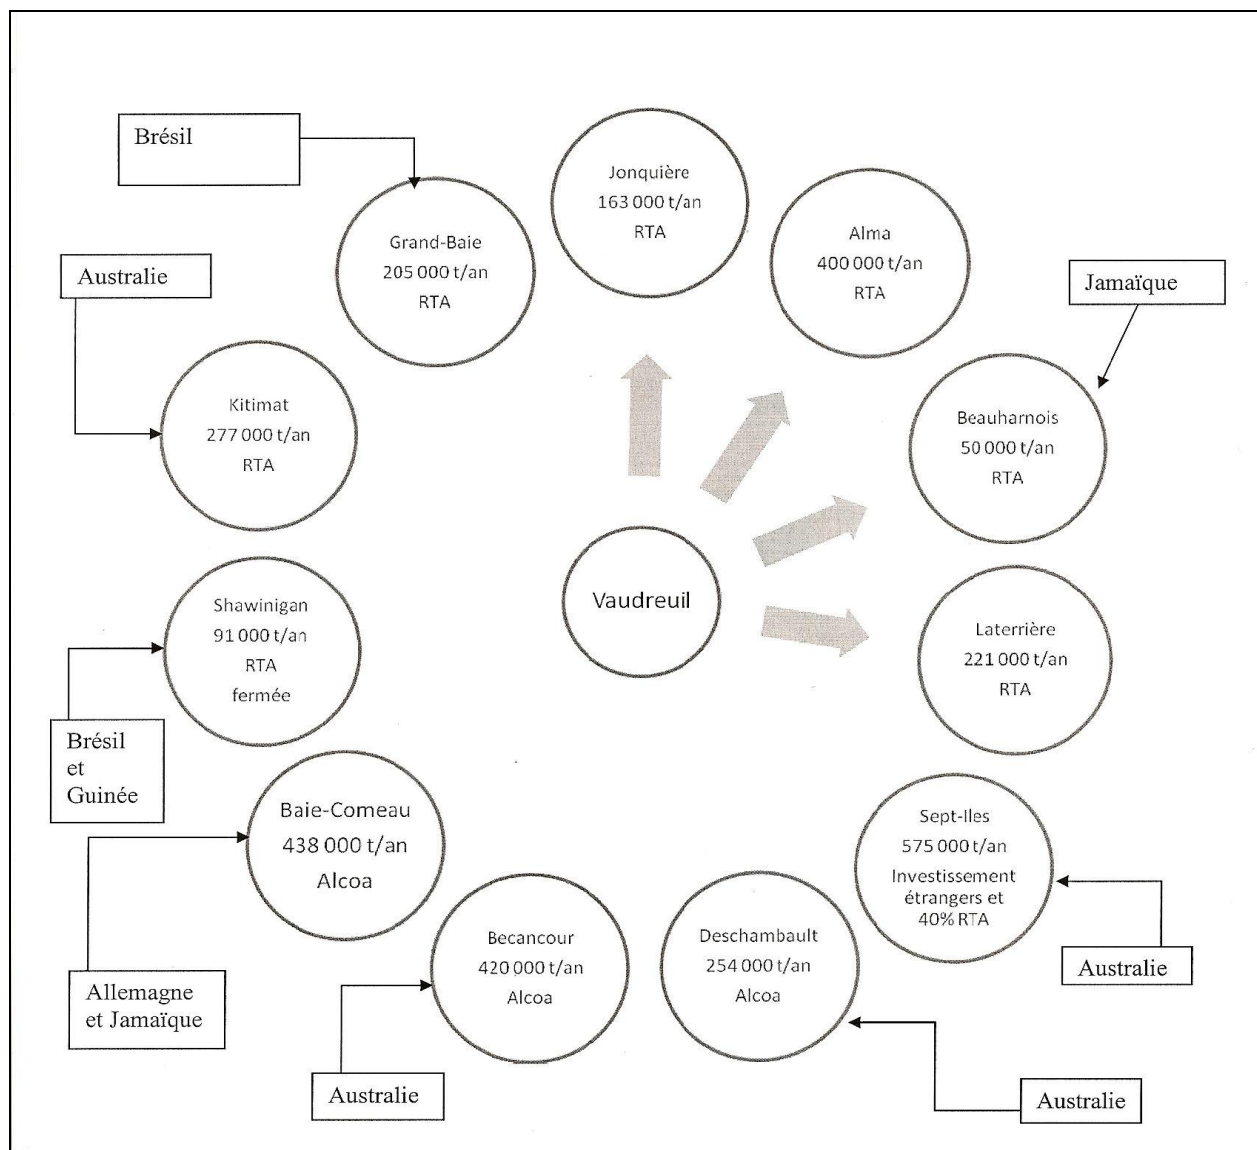 Brésil
Jonquière
163 000 t/an
RTA
Grand-Baie
205 000 t/an
RTA
Alma
400 000 t/an
RTA
Australie
Jamaïque
Kitimat
277 000 t/an
RTA
Beauharnois
50 000 t/an
RTA
Shawinigan
91 000 t/an
RTA
fermée
Vaudreuil
Laterrière
221 000 t/an
RTA
Brésil
et
Guinée
Baie-Comeau
438 000 t/an
Alcoa
Sept-Iles
575 000 t/an
Investissement
étrangers et
40% RTA
Becancour
420 000 t/an
Alcoa
Deschambault
254 000 t/an
Alcoa
Australie
Allemagne
et Jamaïque
Australie
Australie